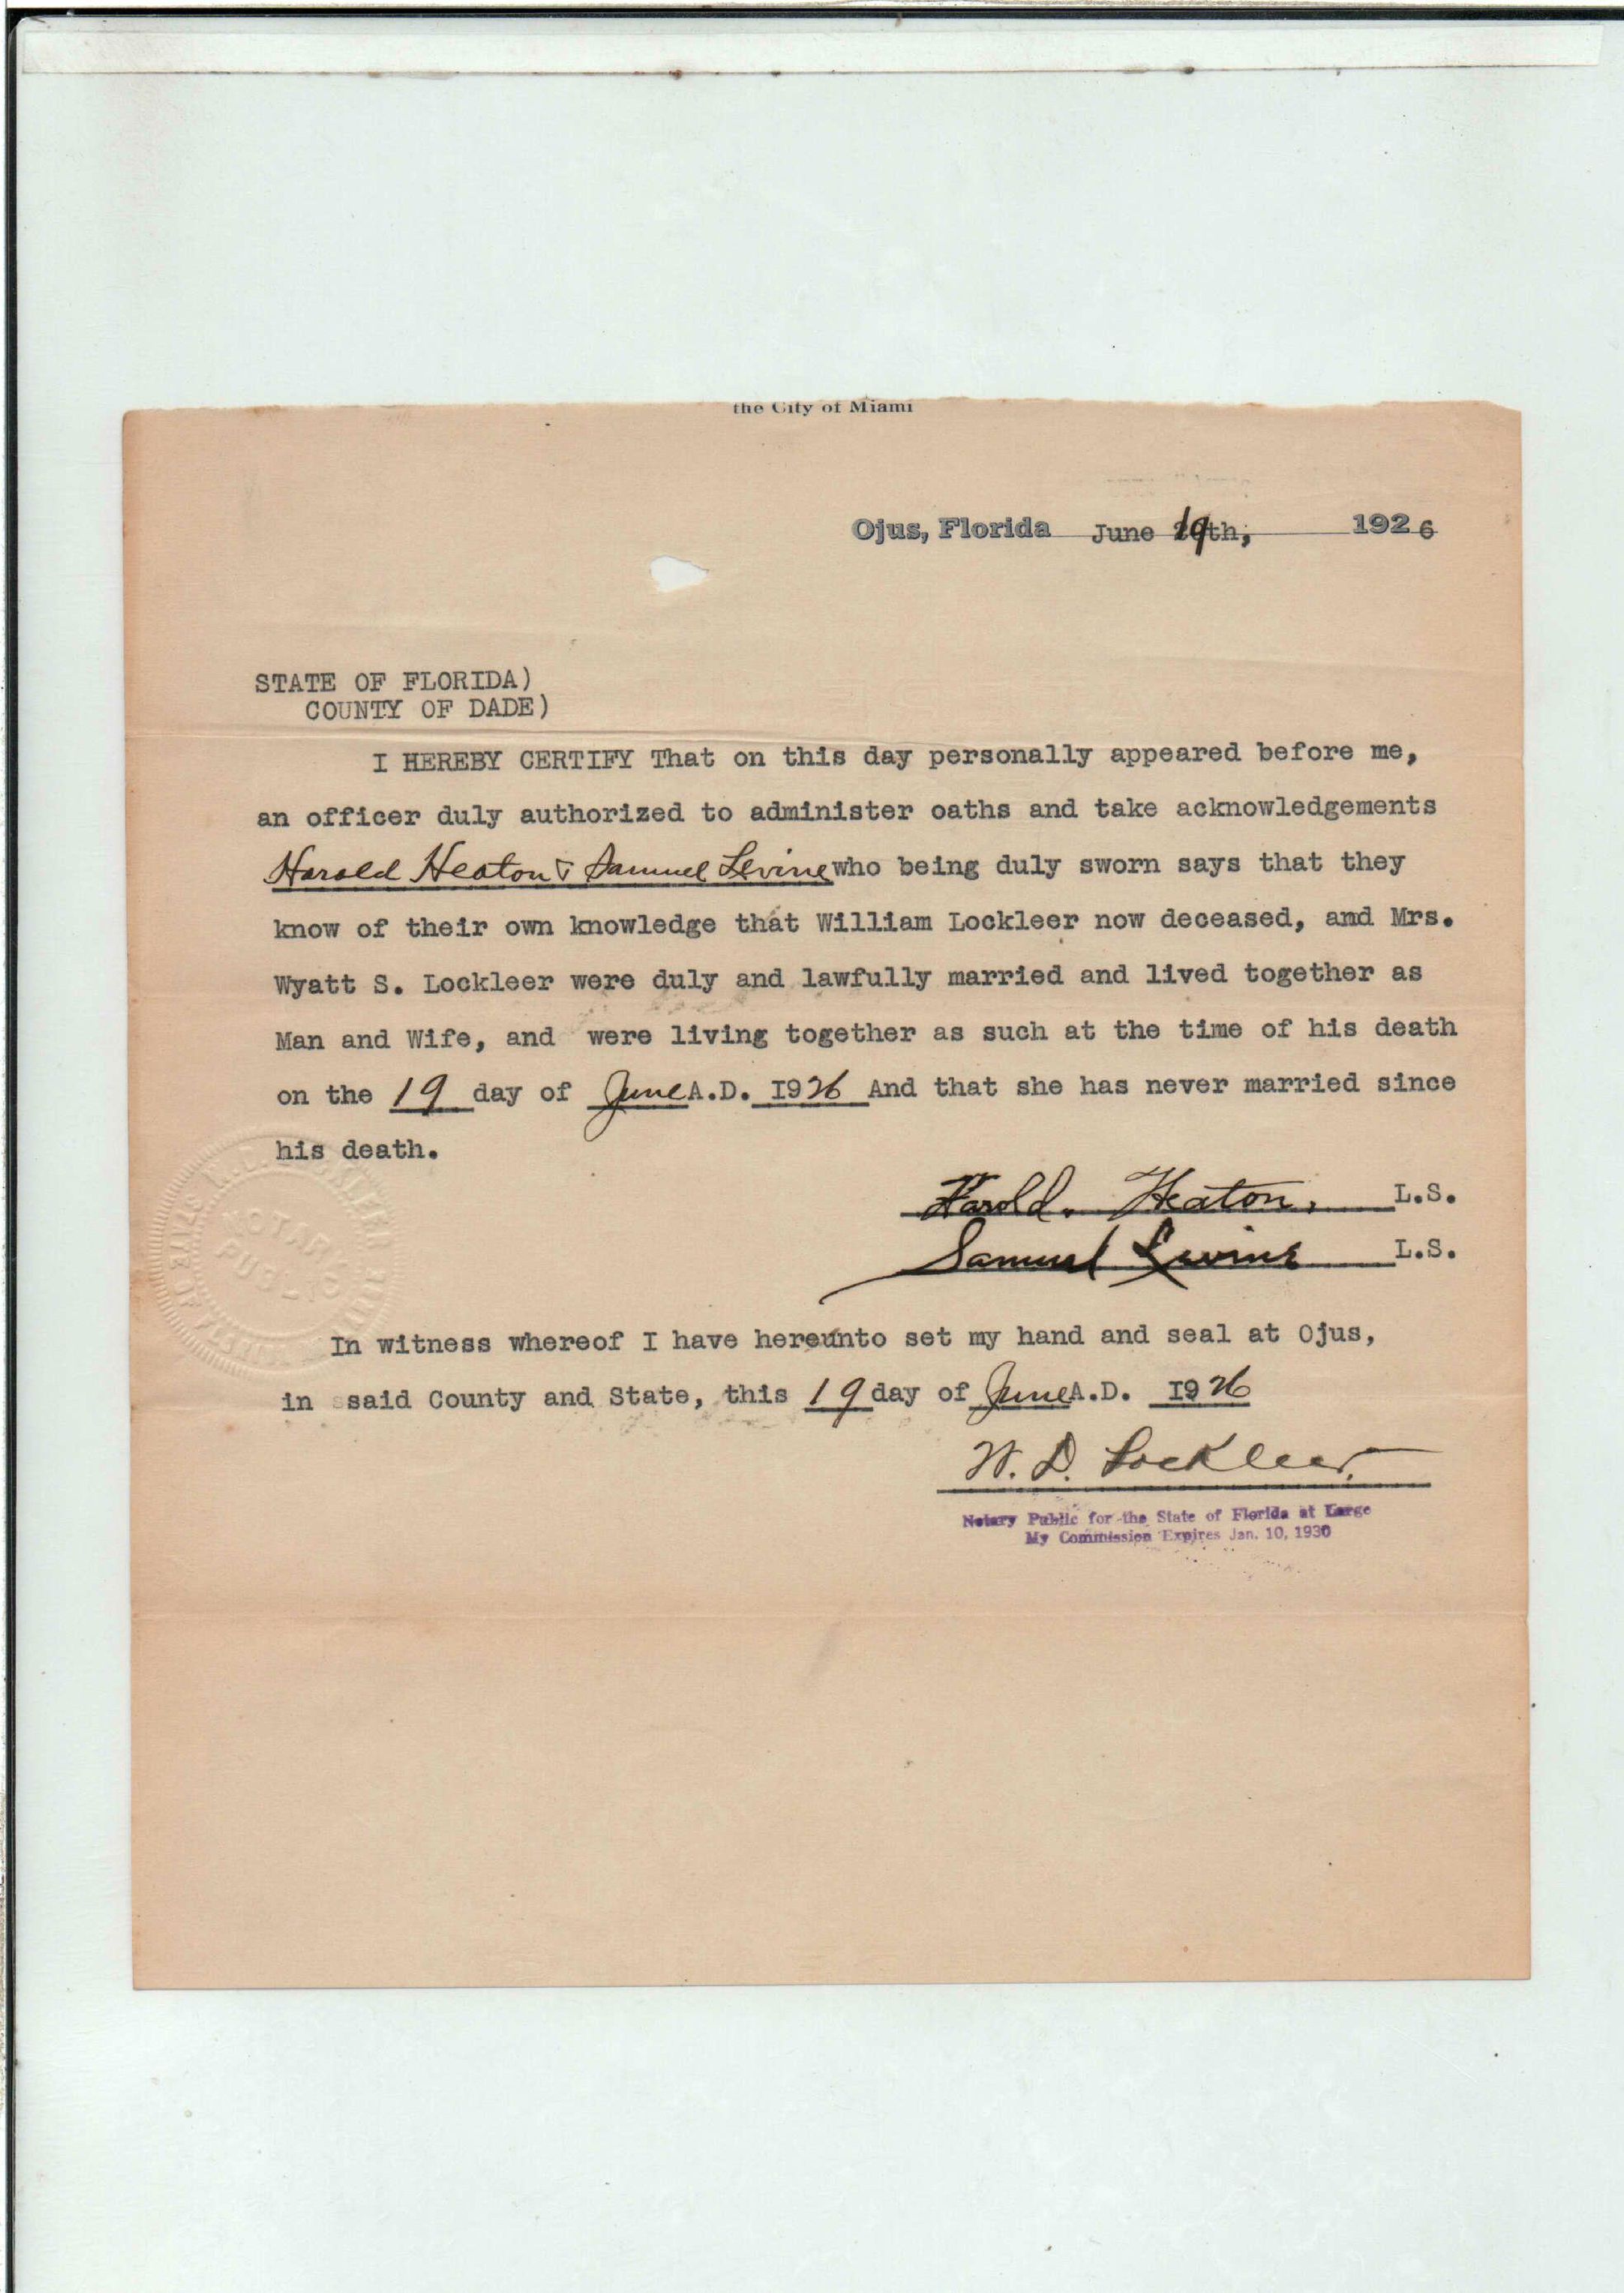 the City of Miami
Ojus, Florida June 19th, 1926
STATE OF FLORIDA)
COUNTY OF DADE)
I HEREBY CERTIFY That on this day personally appeared before me,
an officer duly authorized to administer oaths and take acknowledgements
Harold Heaton & Samuel Levine who being duly sworn says that they
know of their own knowledge that William Lockleer now deceased, and Mrs.
Wyatt S. Lockleer were duly and lawfully married and lived together as
Man and Wife, and were living together as such at the time of his death
on the 19 day of June A.D. 1926 And that she has never married since
his death.
Harold. Heaton. L.S.
Samuel Levine L.S.
NOTARY
PUBLIC
In witness whereof I have hereunto set my hand and seal at Ojus,
in said County and State, this 19 day of June A.D. 1926
W. D. Lockleer.
Notary Public for the State of Florida at Large
My Commission Expires Jan. 10, 1930